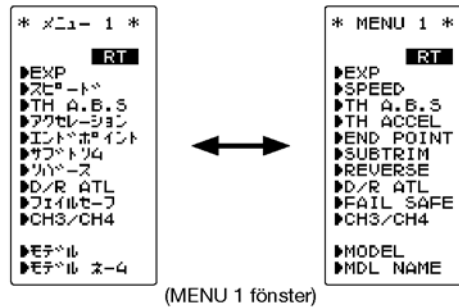 * メニュー 1 *
RT
▶EXP
▶スピード
▶TH A.B.S
▶アクセレーション
▶エンドポイント
▶サブトリム
▶リバース
▶D/R ATL
▶フェイルセーフ
▶CH3/CH4
▶モデル
▶モデル ネーム
* MENU 1 *
RT
▶EXP
▶SPEED
▶TH A.B.S
▶TH ACCEL
▶END POINT
▶SUBTRIM
▶REVERSE
▶D/R ATL
▶FAIL SAFE
▶CH3/CH4
▶MODEL
▶MDL NAME
(MENU 1 fönster)